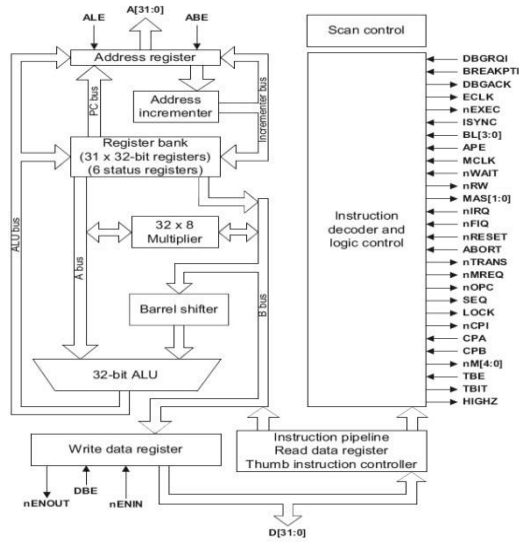 ALE
A[31:0]
ABE
Address register
Address
incrementer
PC bus
Incrementer bus
Register bank
(31 x 32-bit registers)
(6 status registers)
ALU bus
A bus
32 x 8
Multiplier
B bus
Barrel shifter
32-bit ALU
Write data register
nENOUT
DBE
nENIN
Instruction pipeline
Read data register
Thumb instruction controller
D[31:0]
Scan control
Instruction
decoder and
logic control
DBGRQI
BREAKPTI
DBGACK
ECLK
nEXEC
ISYNC
BL[3:0]
APE
MCLK
nWAIT
nRW
MAS[1:0]
nIRQ
nFIQ
nRESET
ABORT
nTRANS
nMREQ
nOPC
SEQ
LOCK
nCPI
CPA
CPB
nM[4:0]
TBE
TBIT
HIGHZ